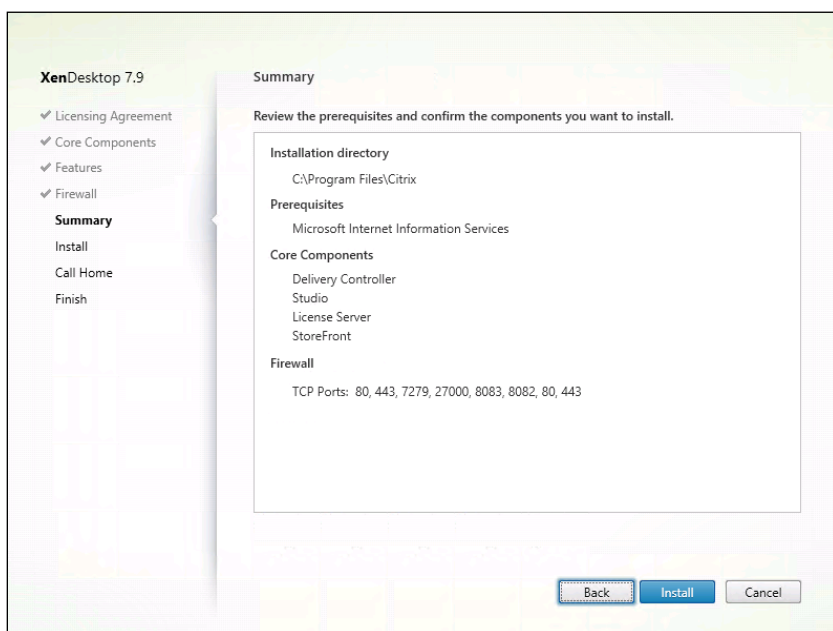 XenDesktop 7.9
Licensing Agreement
Core Components
Features
Firewall
Summary
Install
Call Home
Finish
Summary
Review the prerequisites and confirm the components you want to install.
Installation directory
C:\Program Files\Citrix
Prerequisites
Microsoft Internet Information Services
Core Components
Delivery Controller
Studio
License Server
StoreFront
Firewall
TCP Ports: 80, 443, 7279, 27000, 8083, 8082, 80, 443
Back
Install
Cancel